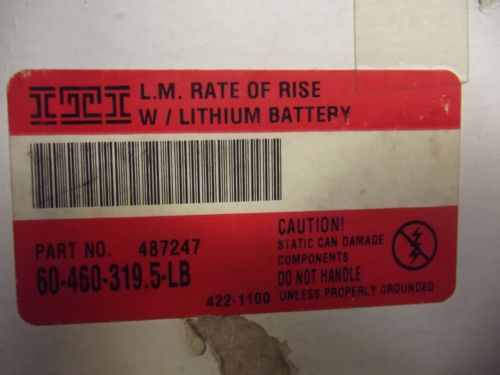 ITI L.M. RATE OF RISE
W / LITHIUM BATTERY
PART NO. 487247
60-460-319.5-LB
422-1100
CAUTION!
STATIC CAN DAMAGE
COMPONENTS
DO NOT HANDLE
UNLESS PROPERLY GROUNDED